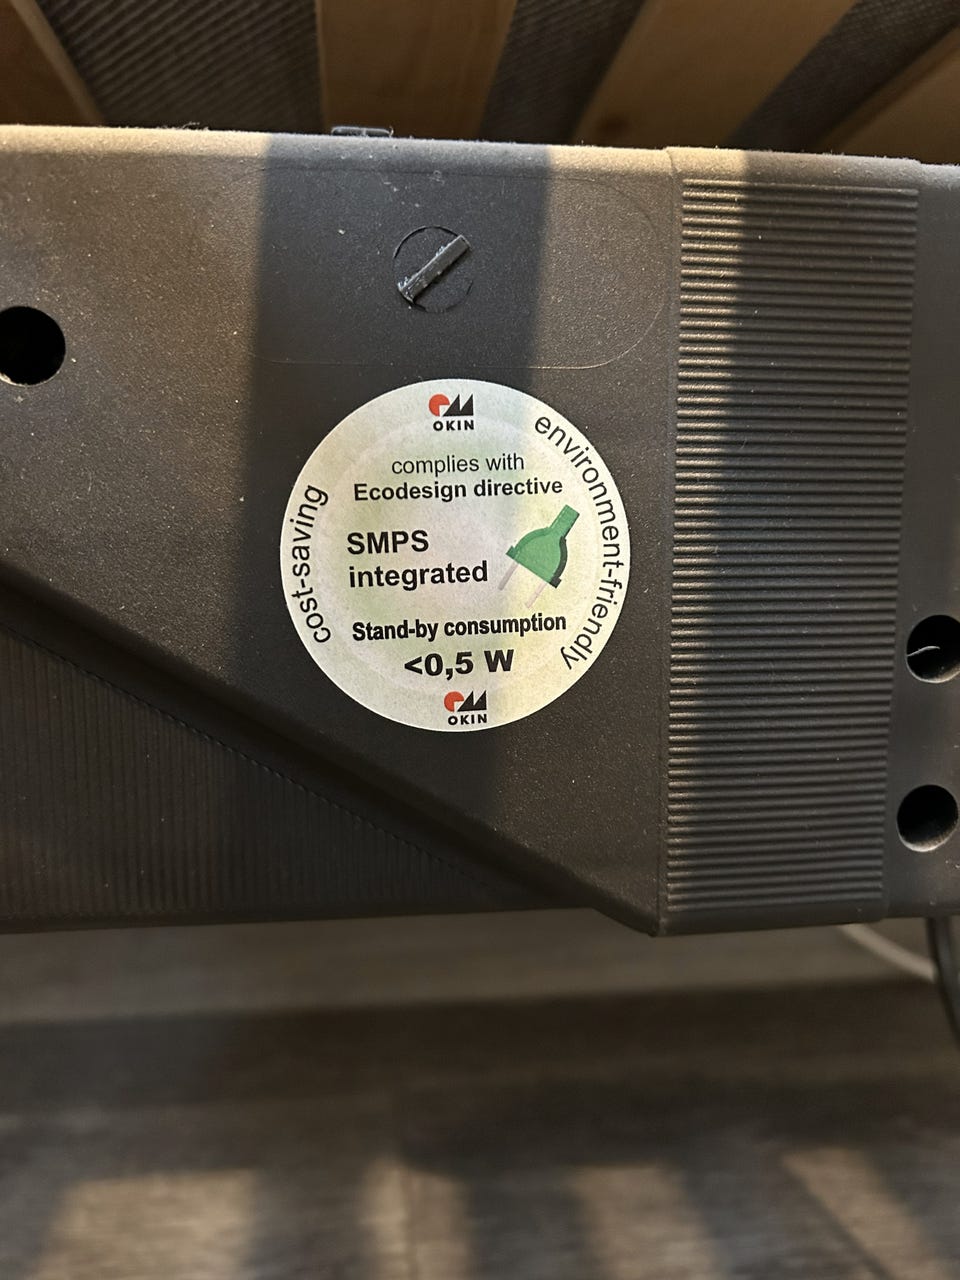 OKIN
complies with
Ecodesign directive
SMPS
integrated
Stand-by consumption
<0,5 W
OKIN
cost-saving
environment-friendly